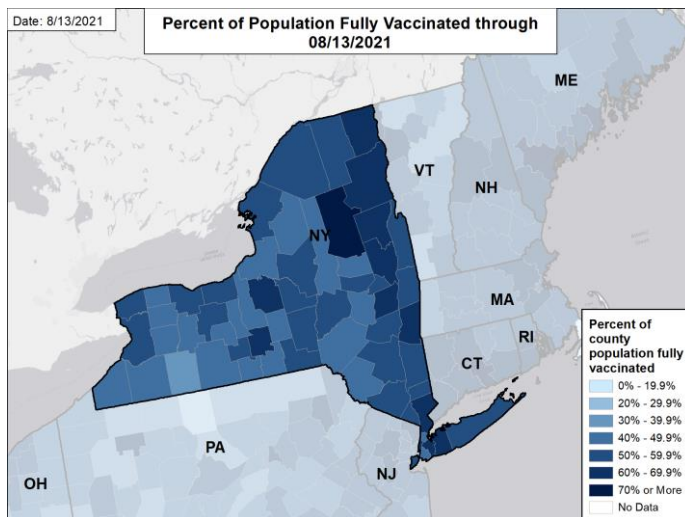 Date: 8/13/2021
Percent of Population Fully Vaccinated through
08/13/2021
ME
VT
NH
NY
MA
RI
CT
PA
NJ
OH
Percent of
county
population fully
vaccinated
0% - 19.9%
20% - 29.9%
30% - 39.9%
40% - 49.9%
50% - 59.9%
60% - 69.9%
70% or More
No Data